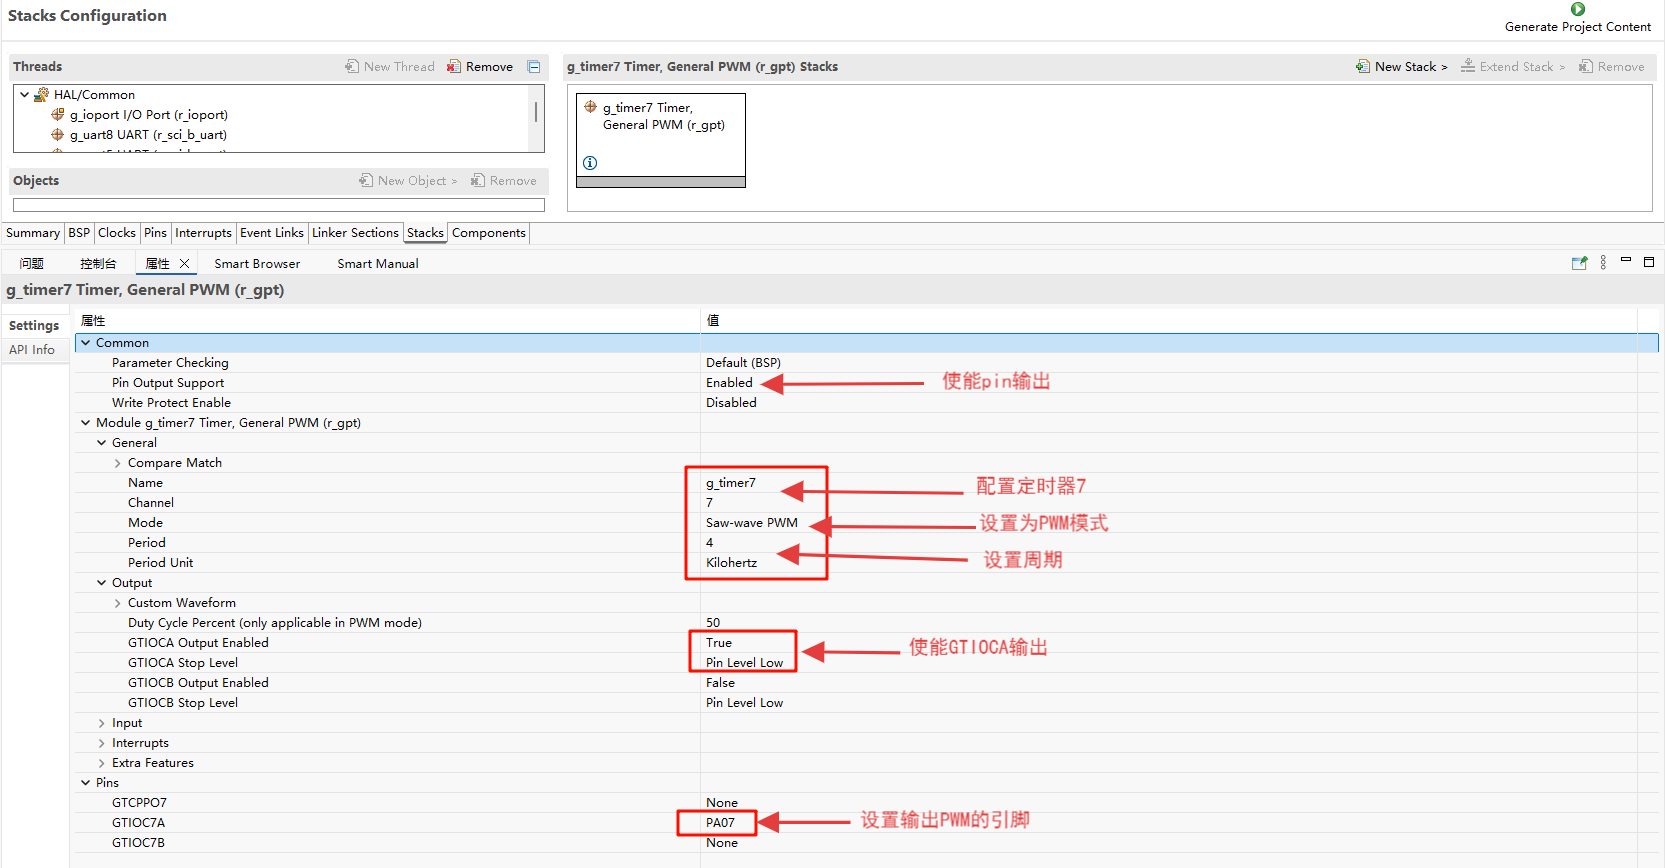 Stacks Configuration
Generate Project Content
Threads
New Thread
Remove
g_timer7 Timer, General PWM (r_gpt) Stacks
New Stack >
Extend Stack >
Remove
HAL/Common
g_ioport I/O Port (r_ioport)
g_uart8 UART (r_sci_b_uart)
g_timer7 Timer,
General PWM (r_gpt)
Objects
New Object >
Remove
Summary BSP Clocks Pins Interrupts Event Links Linker Sections Stacks Components
问题 控制台 属性 Smart Browser Smart Manual
g_timer7 Timer, General PWM (r_gpt)
Settings
API Info
属性 值
Common
Parameter Checking Default (BSP)
Pin Output Support Enabled 使能pin输出
Write Protect Enable Disabled
Module g_timer7 Timer, General PWM (r_gpt)
General
Compare Match
Name g_timer7 配置定时器7
Channel 7
Mode Saw-wave PWM 设置为PWM模式
Period 4
Period Unit Kilohertz 设置周期
Output
Custom Waveform
Duty Cycle Percent (only applicable in PWM mode) 50
GTIOCA Output Enabled True 使能GTIOCA输出
GTIOCA Stop Level Pin Level Low
GTIOCB Output Enabled False
GTIOCB Stop Level Pin Level Low
Input
Interrupts
Extra Features
Pins
GTCPPO7 None
GTIOC7A PA07 设置输出PWM的引脚
GTIOC7B None